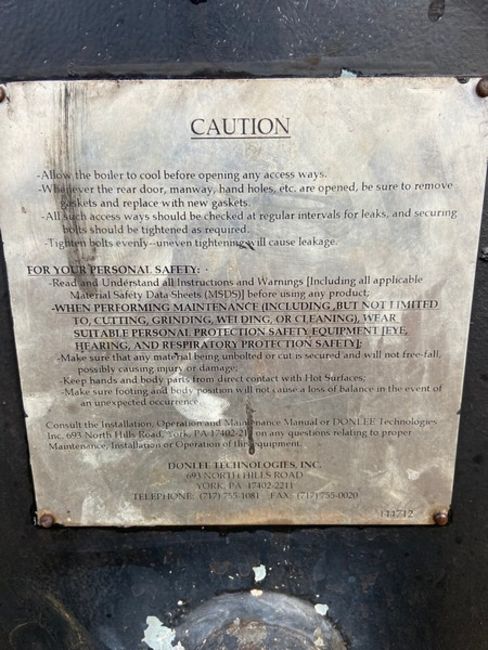 CAUTION
-Allow the boiler to cool before opening any access ways.
-Whenever the rear door, manway, hand holes, etc. are opened, be sure to remove
gaskets and replace with new gaskets.
-All such access ways should be checked at regular intervals for leaks, and securing
bolts should be tightened as required.
-Tighten bolts evenly--uneven tightening will cause leakage.
FOR YOUR PERSONAL SAFETY:
-Read and Understand all Instructions and Warnings [Including all applicable
Material Safety Data Sheets (MSDS)] before using any product;
-WHEN PERFORMING MAINTENANCE (INCLUDING, BUT NOT LIMITED
TO, CUTTING, GRINDING, WELDING, OR CLEANING), WEAR
SUITABLE PERSONAL PROTECTION SAFETY EQUIPMENT [EYE,
HEARING, AND RESPIRATORY PROTECTION SAFETY];
-Make sure that any material being unbolted or cut is secured and will not free-fall,
possibly causing injury or damage;
-Keep hands and body parts from direct contact with Hot Surfaces;
-Make sure footing and body position will not cause a loss of balance in the event of
an unexpected occurrence.
Consult the Installation, Operation and Maintenance Manual or DONLEE Technologies
Inc. 693 North Hills Road, York, PA on any questions relating to proper
Maintenance, Installation or Operation of this equipment.
DONLEE TECHNOLOGIES, INC.
693 NORTH HILLS ROAD
YORK, PA 17402-2211
TELEPHONE: (717) 755-1081 FAX: (717) 755-0020